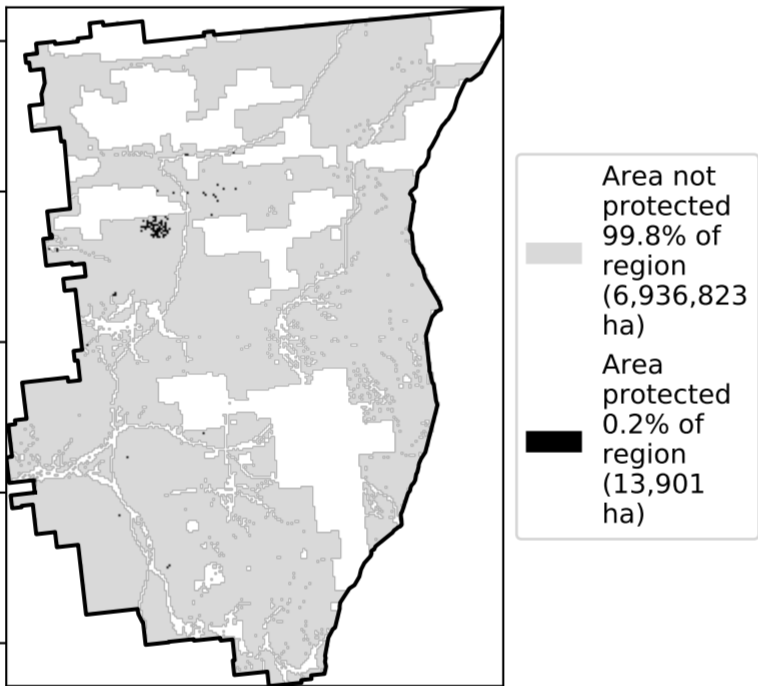 Area not
protected
99.8% of
region
(6,936,823
ha)
Area
protected
0.2% of
region
(13,901
ha)